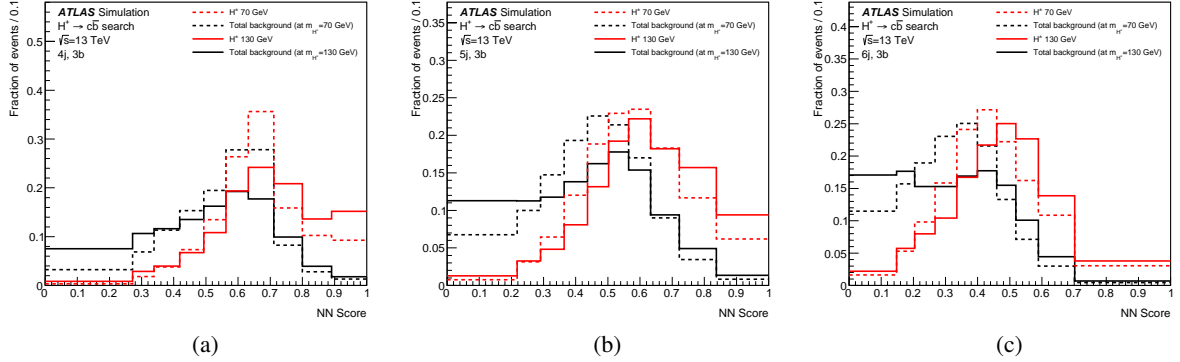 Fraction of events / 0.1
ATLAS Simulation
H⁺ → cb̄ search
√s=13 TeV
4j, 3b
H⁺ 70 GeV
Total background (at m_H⁺=70 GeV)
H⁺ 130 GeV
Total background (at m_H⁺=130 GeV)
0.5
0.4
0.3
0.2
0.1
0
0 0.1 0.2 0.3 0.4 0.5 0.6 0.7 0.8 0.9 1
NN Score
(a)
Fraction of events / 0.1
ATLAS Simulation
H⁺ → cb̄ search
√s=13 TeV
5j, 3b
H⁺ 70 GeV
Total background (at m_H⁺=70 GeV)
H⁺ 130 GeV
Total background (at m_H⁺=130 GeV)
0.35
0.3
0.25
0.2
0.15
0.1
0.05
0
0 0.1 0.2 0.3 0.4 0.5 0.6 0.7 0.8 0.9 1
NN Score
(b)
Fraction of events / 0.1
ATLAS Simulation
H⁺ → cb̄ search
√s=13 TeV
6j, 3b
H⁺ 70 GeV
Total background (at m_H⁺=70 GeV)
H⁺ 130 GeV
Total background (at m_H⁺=130 GeV)
0.4
0.35
0.3
0.25
0.2
0.15
0.1
0.05
0
0 0.1 0.2 0.3 0.4 0.5 0.6 0.7 0.8 0.9 1
NN Score
(c)